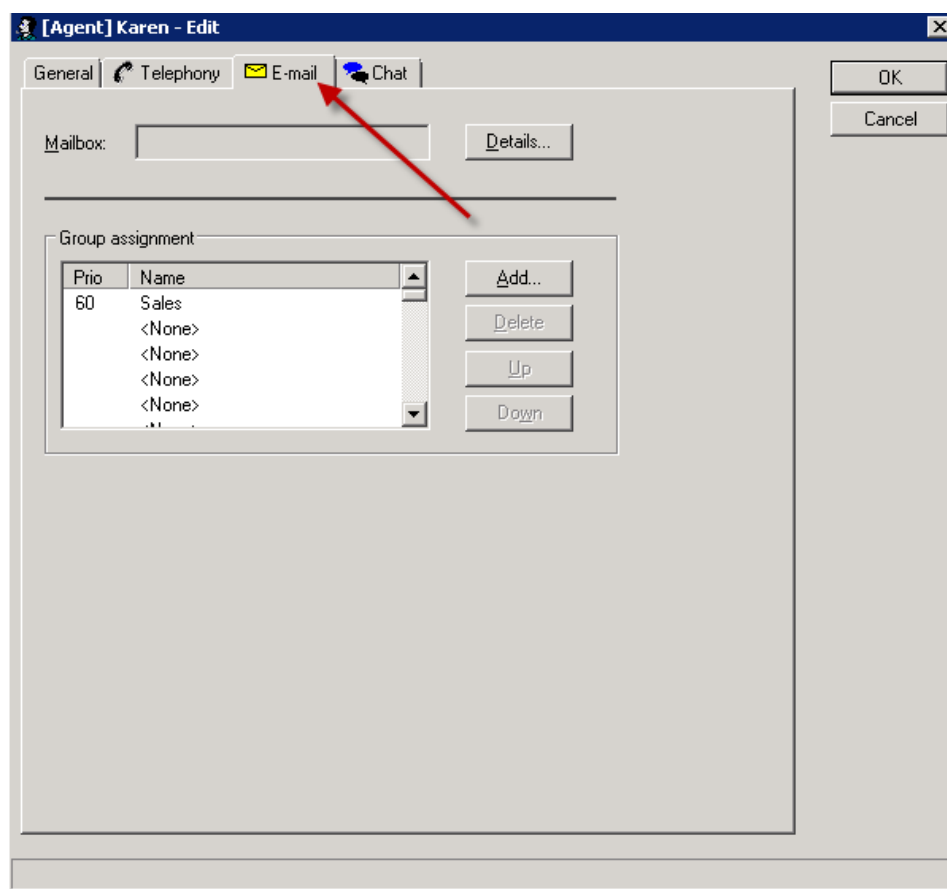 [Agent] Karen - Edit
General Telephony E-mail Chat
OK
Cancel
Mailbox: Details...
Group assignment
Prio Name
60 Sales
<None>
<None>
<None>
<None>
Add...
Delete
Up
Down